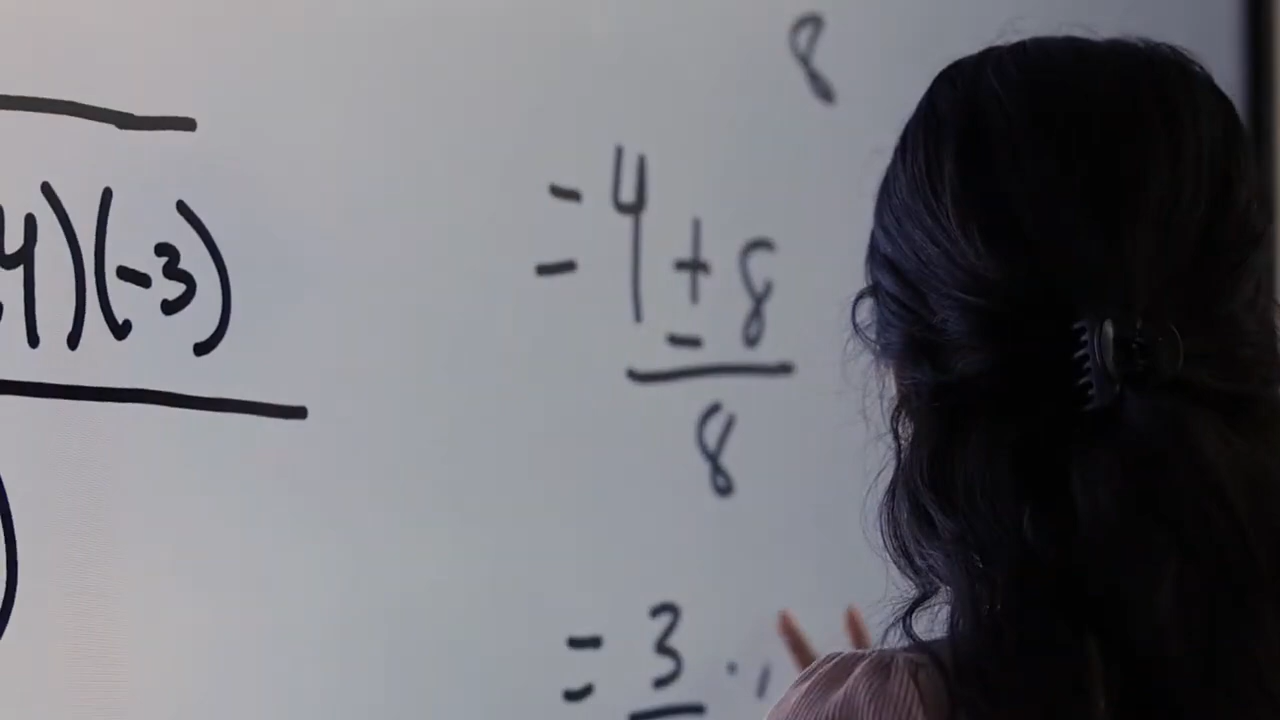 8
4)(-3)
= 4 ± 8
8
= 3